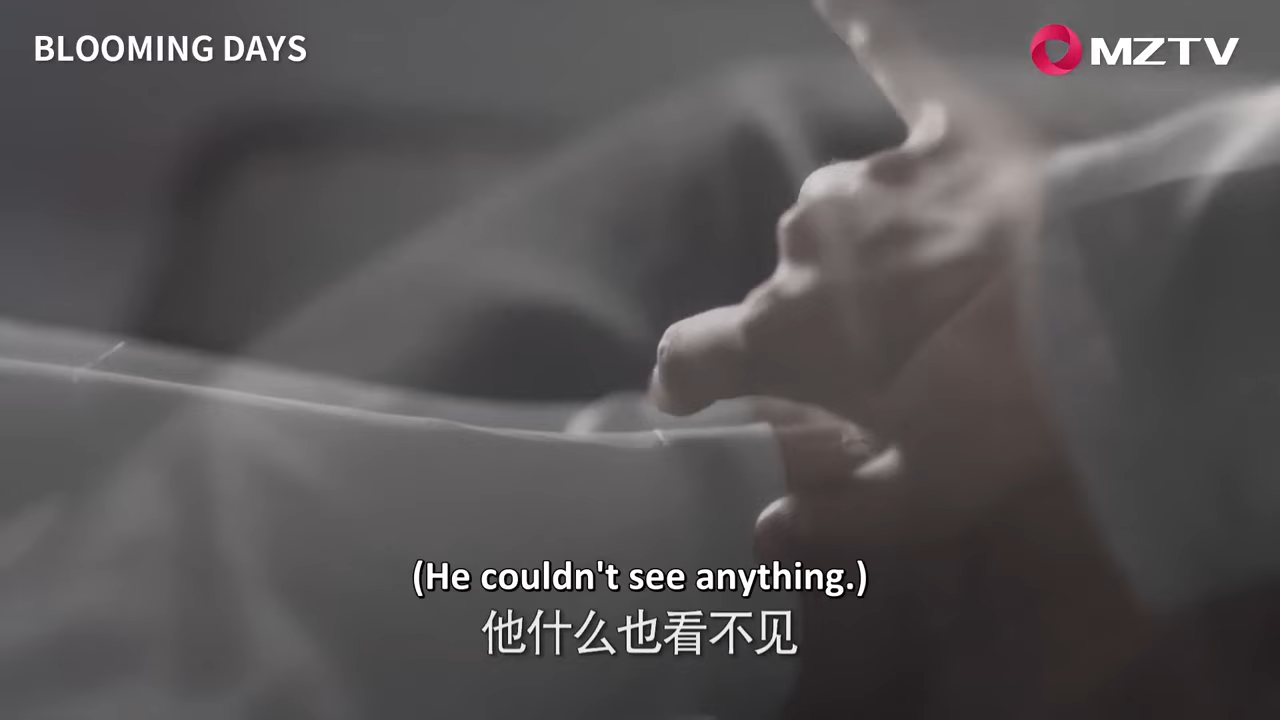 BLOOMING DAYS
MZTV
(He couldn't see anything.)
他什么也看不见